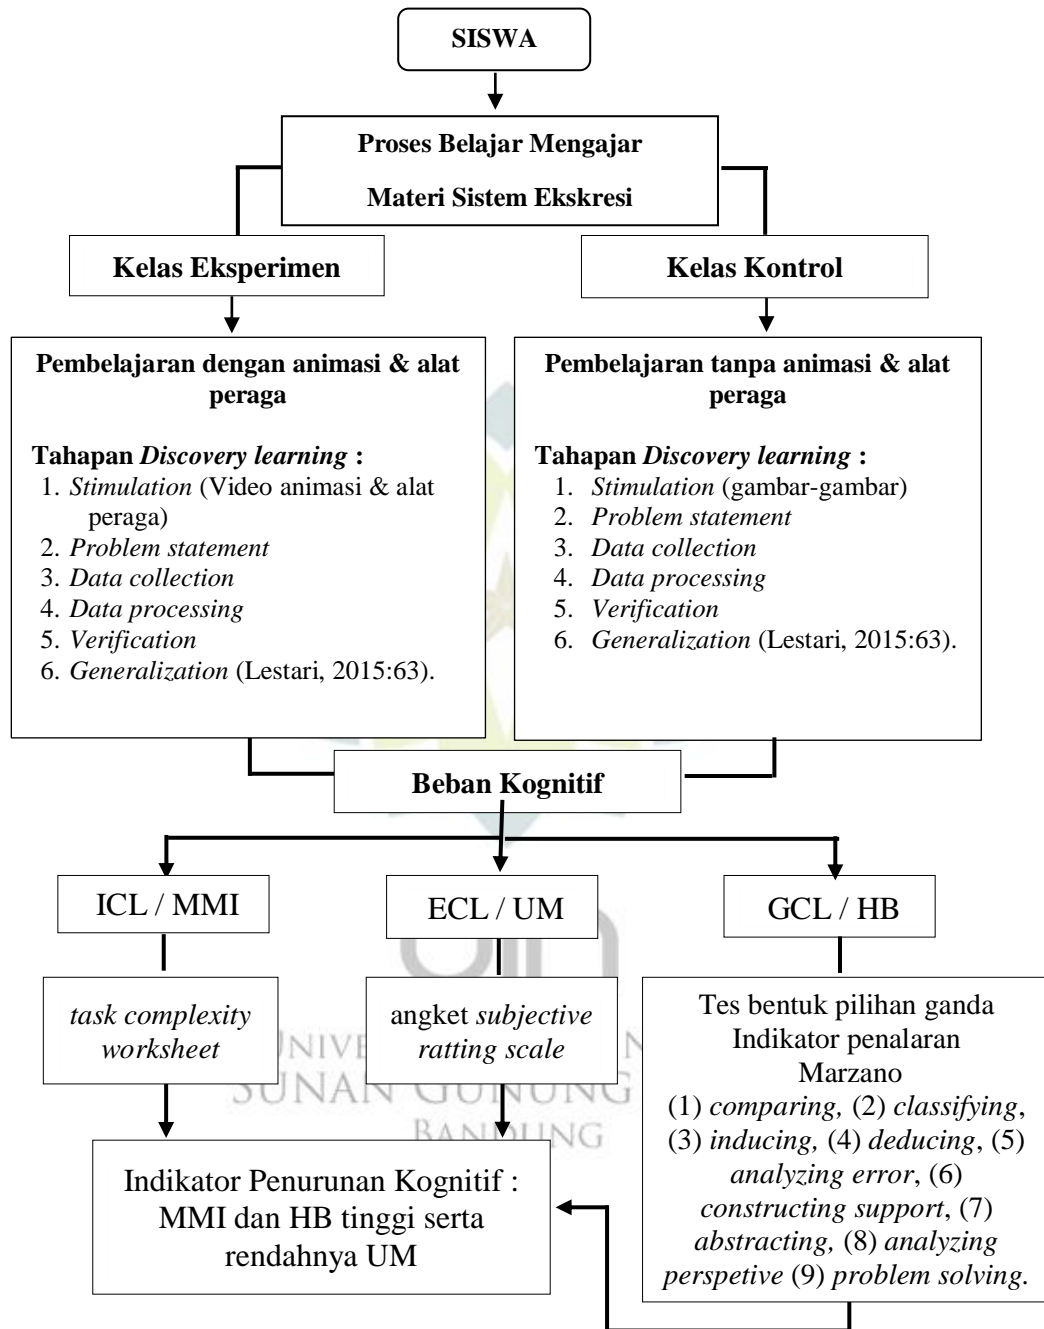 SISWA
Proses Belajar Mengajar
Materi Sistem Ekskresi
Kelas Eksperimen
Kelas Kontrol
Pembelajaran dengan animasi & alat
peraga
Tahapan Discovery learning :
1. Stimulation (Video animasi & alat
peraga)
2. Problem statement
3. Data collection
4. Data processing
5. Verification
6. Generalization (Lestari, 2015:63).
Pembelajaran tanpa animasi & alat
peraga
Tahapan Discovery learning :
1. Stimulation (gambar-gambar)
2. Problem statement
3. Data collection
4. Data processing
5. Verification
6. Generalization (Lestari, 2015:63).
Beban Kognitif
ICL / MMI
ECL / UM
GCL / HB
task complexity
worksheet
angket subjective
ratting scale
Tes bentuk pilihan ganda
Indikator penalaran
Marzano
(1) comparing, (2) classifying,
(3) inducing, (4) deducing, (5)
analyzing error, (6)
constructing support, (7)
abstracting, (8) analyzing
perspetive (9) problem solving.
SUNAN GUNUNG
BANDUNG
Indikator Penurunan Kognitif :
MMI dan HB tinggi serta
rendahnya UM